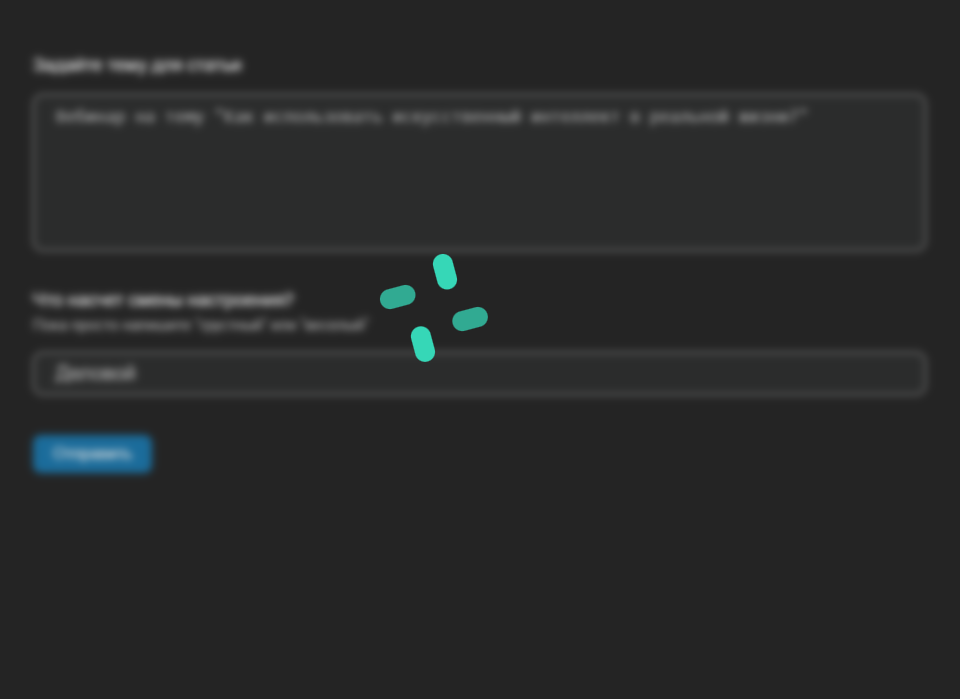 Задайте тему для статьи
Вебинар на тему "Как использовать искусственный интеллект в реальной жизни?"
Что насчет смены настроения?
Пока просто напишите "грустный" или "веселый"
Деловой
Отправить